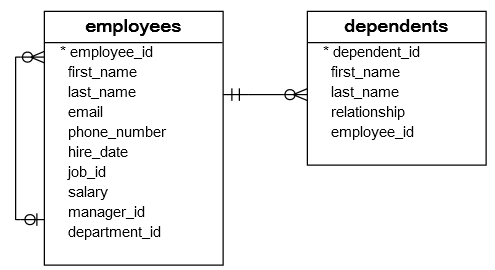 employees
* employee_id
first_name
last_name
email
phone_number
hire_date
job_id
salary
manager_id
department_id
dependents
* dependent_id
first_name
last_name
relationship
employee_id